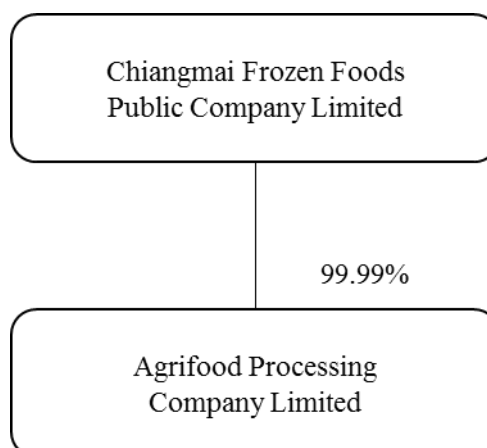 Chiangmai Frozen Foods
Public Company Limited
99.99%
Agrifood Processing
Company Limited